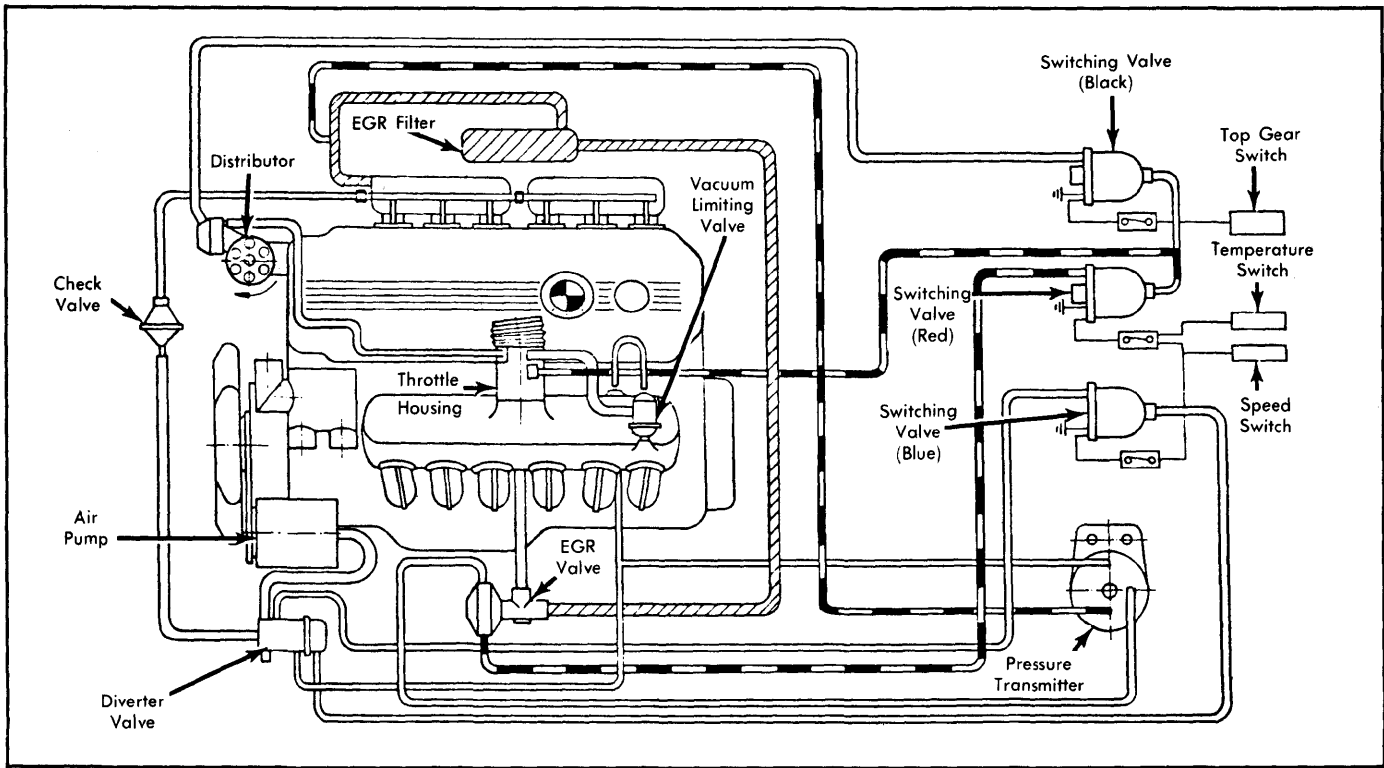 Switching Valve
(Black)
Top Gear
Switch
EGR Filter
Distributor
Vacuum
Limiting
Valve
Temperature
Switch
Check
Valve
Switching
Valve
(Red)
Throttle
Housing
Switching
Valve
(Blue)
Speed
Switch
Air
Pump
EGR
Valve
Pressure
Transmitter
Diverter
Valve